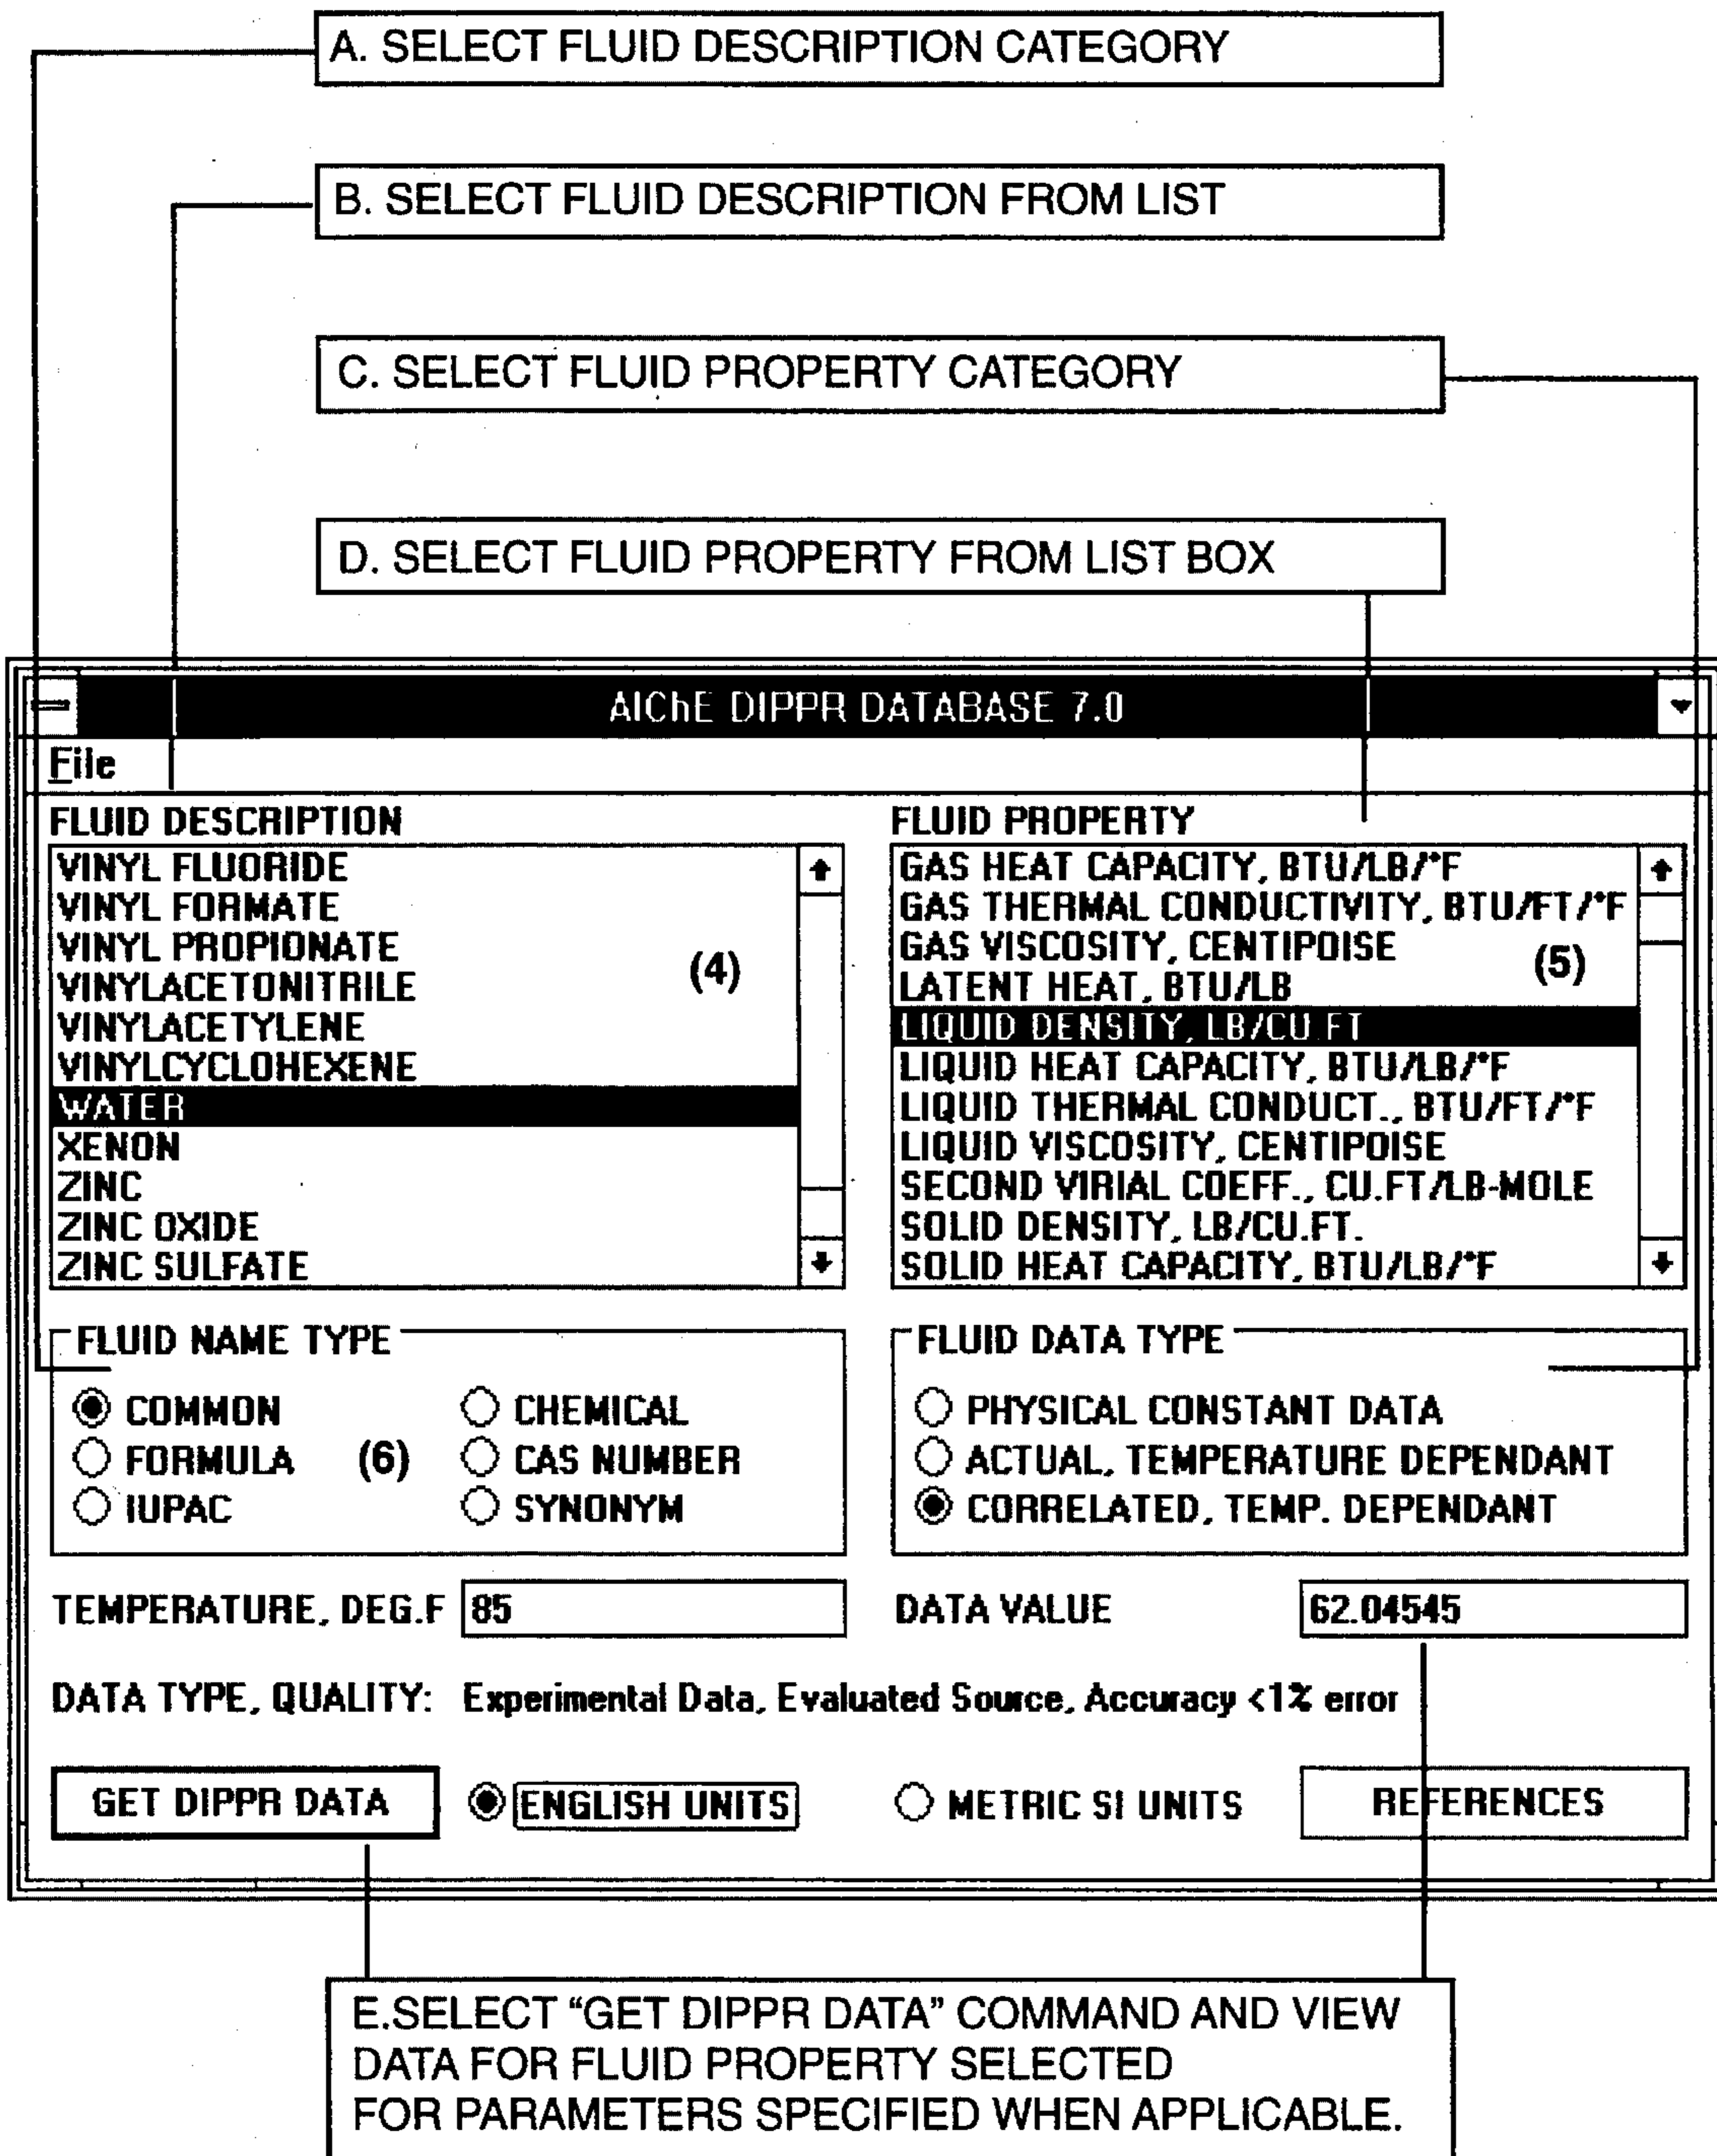 A. SELECT FLUID DESCRIPTION CATEGORY
B. SELECT FLUID DESCRIPTION FROM LIST
C. SELECT FLUID PROPERTY CATEGORY
D. SELECT FLUID PROPERTY FROM LIST BOX
AIChE DIPPR DATABASE 7.0
File
FLUID DESCRIPTION
VINYL FLUORIDE
VINYL FORMATE
VINYL PROPIONATE
(4)
VINYLACETONITRILE
VINYLACETYLENE
VINYLCYCLOHEXENE
WATER
XENON
ZINC
ZINC OXIDE
ZINC SULFATE
FLUID PROPERTY
GAS HEAT CAPACITY, BTU/LB/°F
GAS THERMAL CONDUCTIVITY, BTU/FT/°F
GAS VISCOSITY, CENTIPOISE
(5)
LATENT HEAT, BTU/LB
LIQUID DENSITY, LB/CU.FT
LIQUID HEAT CAPACITY, BTU/LB/°F
LIQUID THERMAL CONDUCT., BTU/FT/°F
LIQUID VISCOSITY, CENTIPOISE
SECOND VIRIAL COEFF., CU.FT/LB-MOLE
SOLID DENSITY, LB/CU.FT.
SOLID HEAT CAPACITY, BTU/LB/°F
FLUID NAME TYPE
COMMON CHEMICAL
FORMULA (6) CAS NUMBER
IUPAC SYNONYM
FLUID DATA TYPE
PHYSICAL CONSTANT DATA
ACTUAL, TEMPERATURE DEPENDANT
CORRELATED, TEMP. DEPENDANT
TEMPERATURE, DEG.F 85 DATA VALUE 62.04545
DATA TYPE, QUALITY: Experimental Data, Evaluated Source, Accuracy <1% error
GET DIPPR DATA ENGLISH UNITS METRIC SI UNITS REFERENCES
E.SELECT “GET DIPPR DATA” COMMAND AND VIEW
DATA FOR FLUID PROPERTY SELECTED
FOR PARAMETERS SPECIFIED WHEN APPLICABLE.